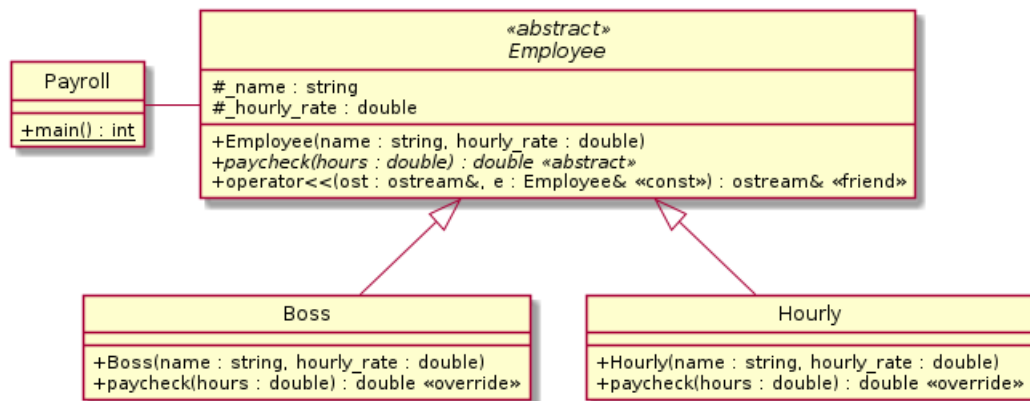 «abstract»
Employee
#_name : string
#_hourly_rate : double
+Employee(name : string, hourly_rate : double)
+paycheck(hours : double) : double «abstract»
+operator<<(ost : ostream&, e : Employee& «const») : ostream& «friend»
Payroll
+main() : int
Boss
+Boss(name : string, hourly_rate : double)
+paycheck(hours : double) : double «override»
Hourly
+Hourly(name : string, hourly_rate : double)
+paycheck(hours : double) : double «override»